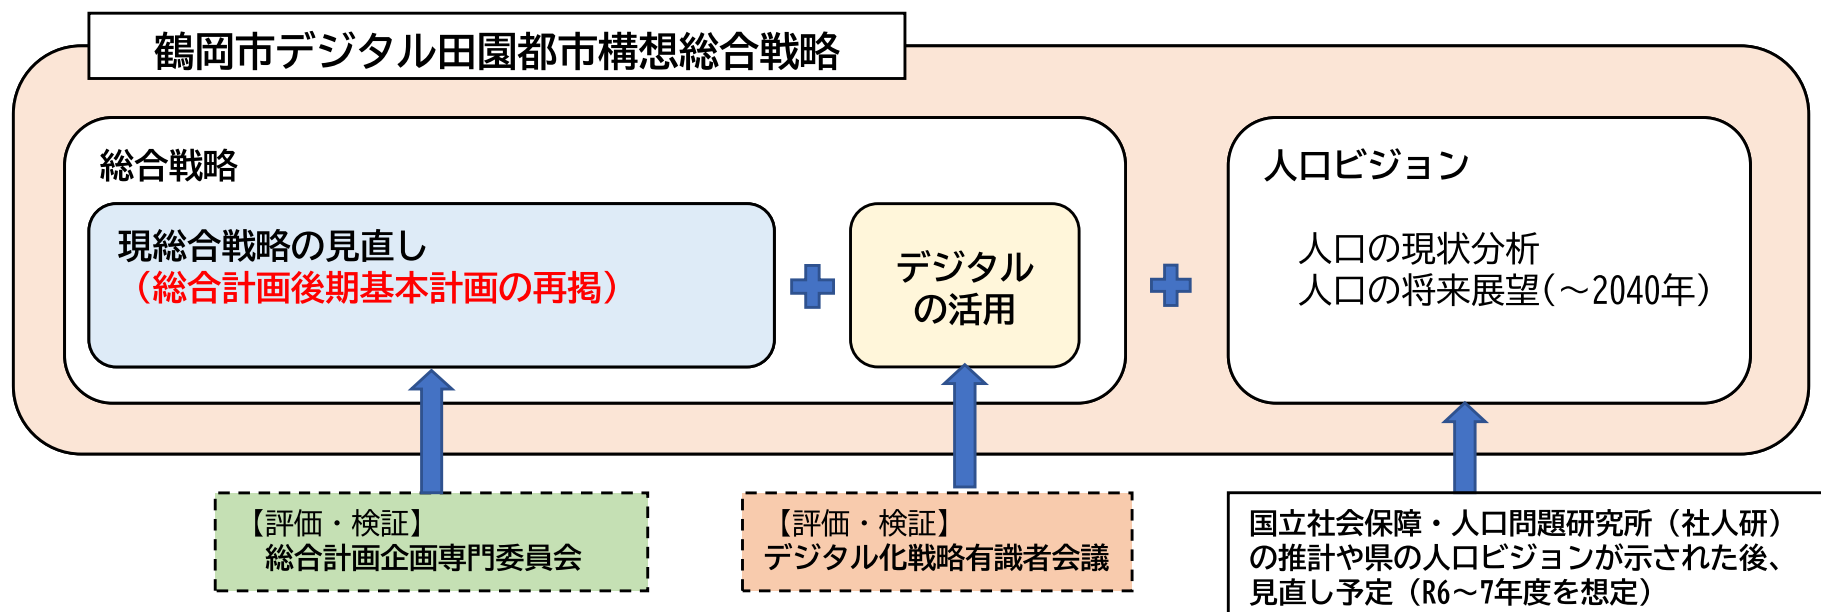 鶴岡市デジタル田園都市構想総合戦略
総合戦略
現総合戦略の見直し
（総合計画後期基本計画の再掲）
デジタル
の活用
人口ビジョン
人口の現状分析
人口の将来展望(～2040年)
【評価・検証】
総合計画企画専門委員会
【評価・検証】
デジタル化戦略有識者会議
国立社会保障・人口問題研究所（社人研）
の推計や県の人口ビジョンが示された後、
見直し予定（R6～7年度を想定）